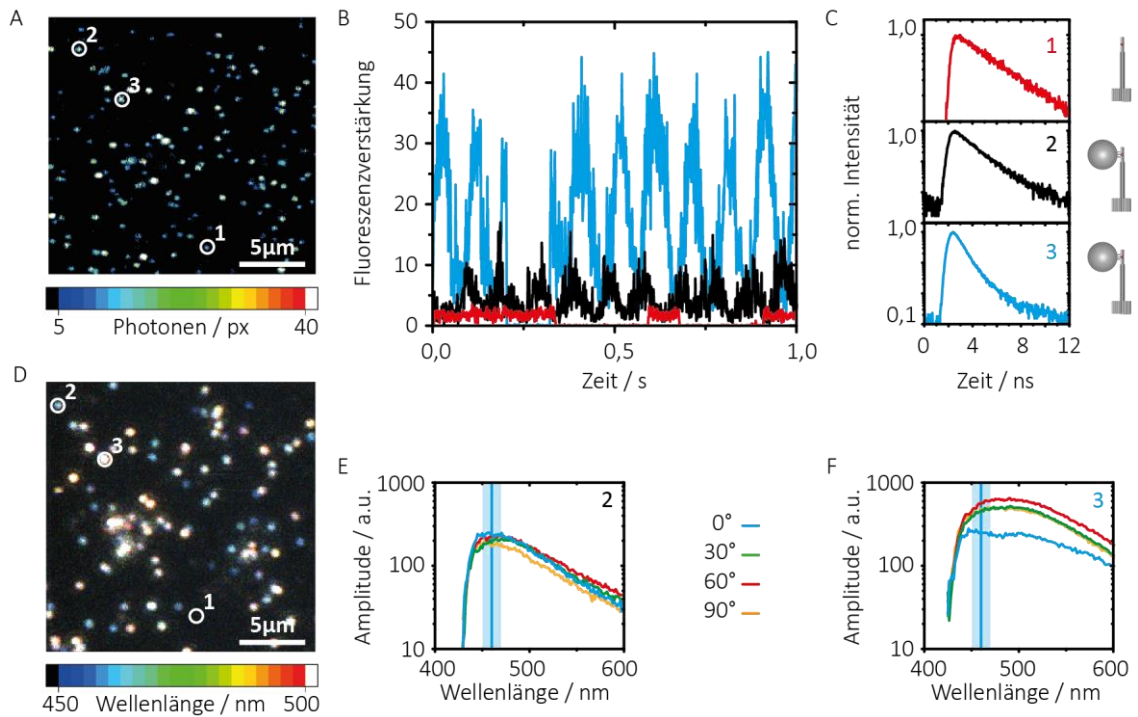 A
2
3
1
5µm
5 Photonen / px 40
B
50
40
30
20
10
0
Fluoreszenzverstärkung
0,0 0,5 1,0
Zeit / s
C
norm. Intensität
1,0
1
1,0
2
1,0
3
0,1
0 4 8 12
Zeit / ns
D
2
3
1
5µm
450 Wellenlänge / nm 500
E
1000
100
10
Amplitude / a.u.
2
400 500 600
Wellenlänge / nm
0°
30°
60°
90°
F
1000
100
10
Amplitude / a.u.
3
400 500 600
Wellenlänge / nm